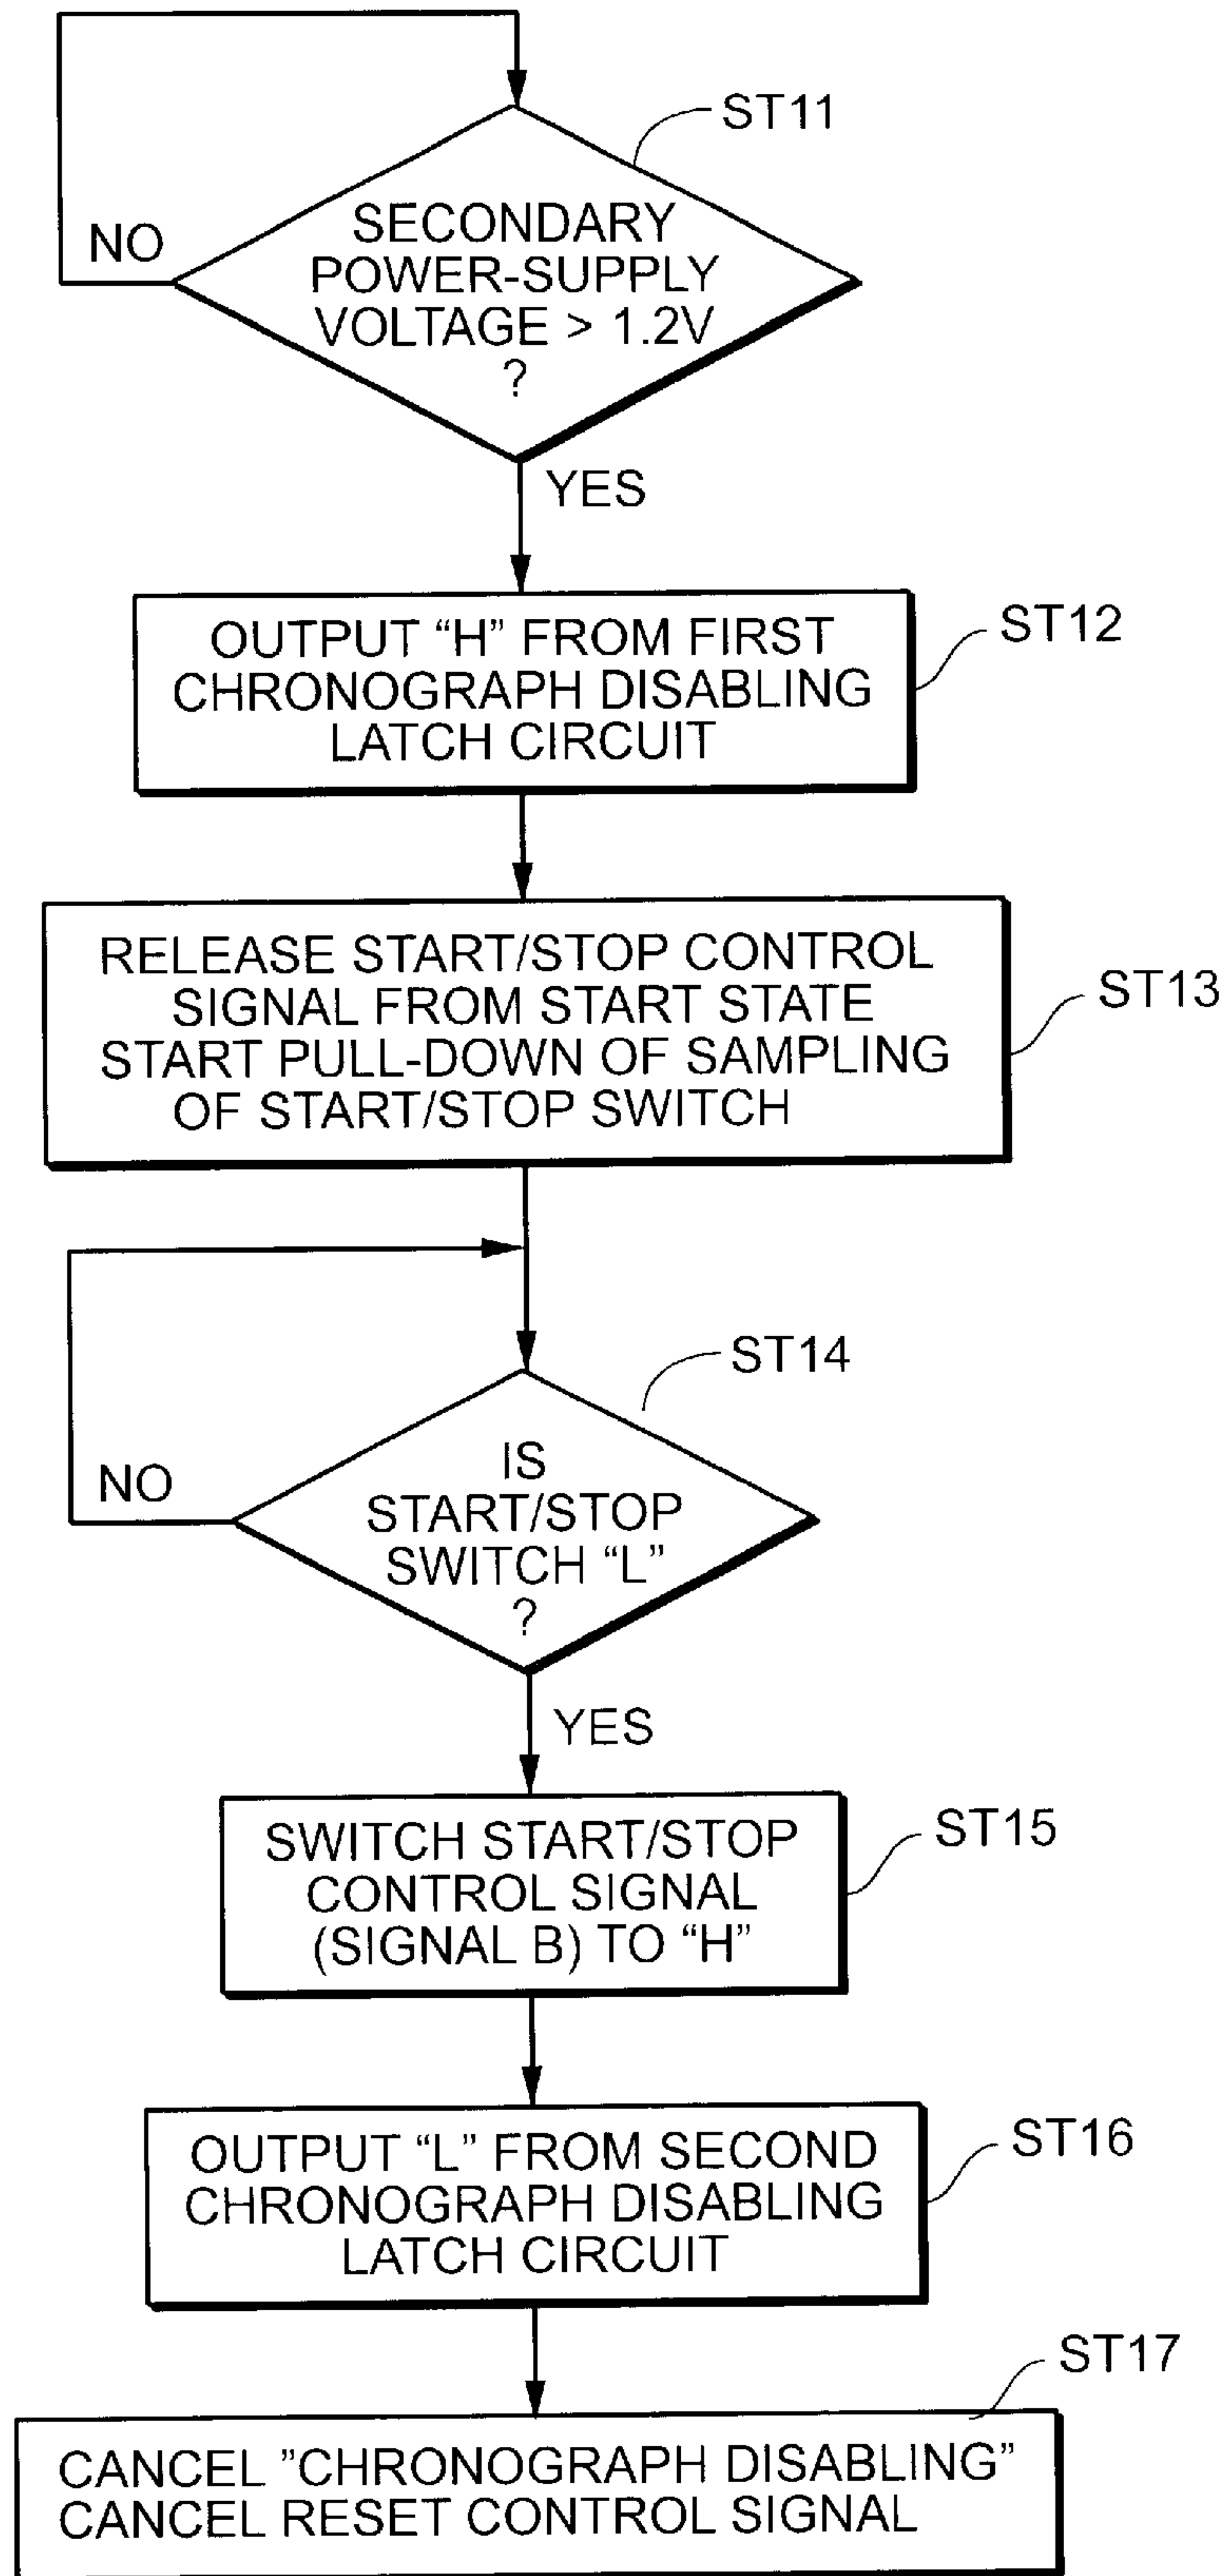 ST11
SECONDARY
POWER-SUPPLY
VOLTAGE > 1.2V
?
NO
YES
OUTPUT “H” FROM FIRST
CHRONOGRAPH DISABLING
LATCH CIRCUIT
ST12
RELEASE START/STOP CONTROL
SIGNAL FROM START STATE
START PULL-DOWN OF SAMPLING
OF START/STOP SWITCH
ST13
ST14
IS
START/STOP
SWITCH “L”
?
NO
YES
SWITCH START/STOP
CONTROL SIGNAL
(SIGNAL B) TO “H”
ST15
OUTPUT “L” FROM SECOND
CHRONOGRAPH DISABLING
LATCH CIRCUIT
ST16
ST17
CANCEL ”CHRONOGRAPH DISABLING”
CANCEL RESET CONTROL SIGNAL